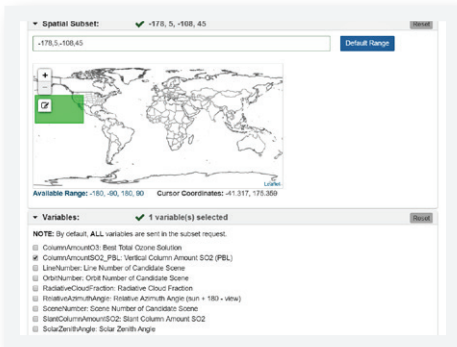 Spatial Subset: -178, 5, -108, 45 Reset
-178,5,-108,45 Default Range
+
−
Leaflet
Available Range: -180, -90, 180, 90 Cursor Coordinates: -41.317, 175.359
Variables: 1 variable(s) selected Reset
NOTE: By default, ALL variables are sent in the subset request.
ColumnAmountO3: Best Total Ozone Solution
ColumnAmountSO2_PBL: Vertical Column Amount SO2 (PBL)
LineNumber: Line Number of Candidate Scene
OrbitNumber: Orbit Number of Candidate Scene
RadiativeCloudFraction: Radiative Cloud Fraction
RelativeAzimuthAngle: Relative Azimuth Angle (sun + 180 - view)
SceneNumber: Scene Number of Candidate Scene
SlantColumnAmountSO2: Slant Column Amount SO2
SolarZenithAngle: Solar Zenith Angle